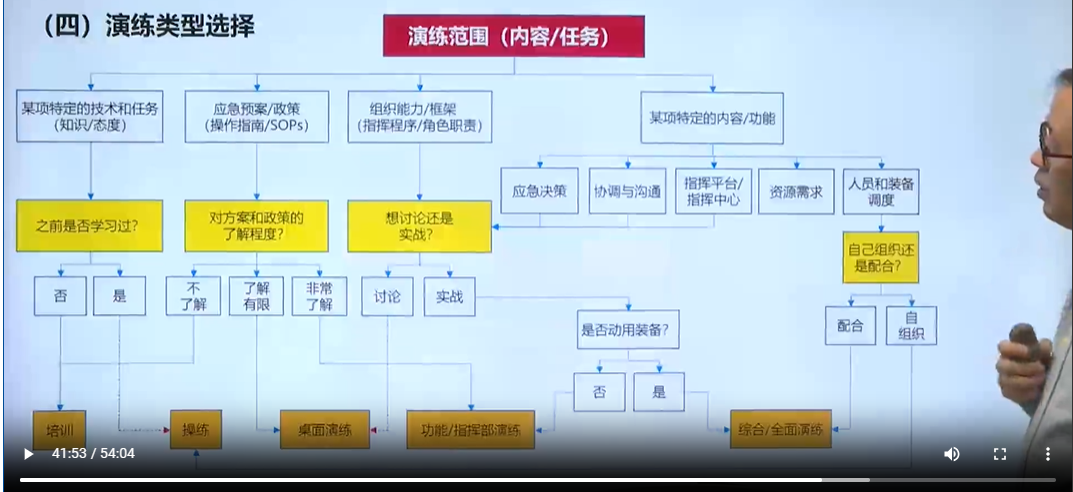 （四）演练类型选择
演练范围（内容/任务）
某项特定的技术和任务
（知识/态度）
应急预案/政策
（操作指南/SOPs）
组织能力/框架
（指挥程序/角色职责）
某项特定的内容/功能
应急决策
协调与沟通
指挥平台/
指挥中心
资源需求
人员和装备
调度
之前是否学习过?
对方案和政策的
了解程度?
想讨论还是
实战?
自己组织还
是配合?
否
是
不
了解
了解
有限
非常
了解
讨论
实战
是否动用装备?
配合
自
组织
否
是
培训
操练
桌面演练
功能/指挥部演练
综合/全面演练
41:53 / 54:04